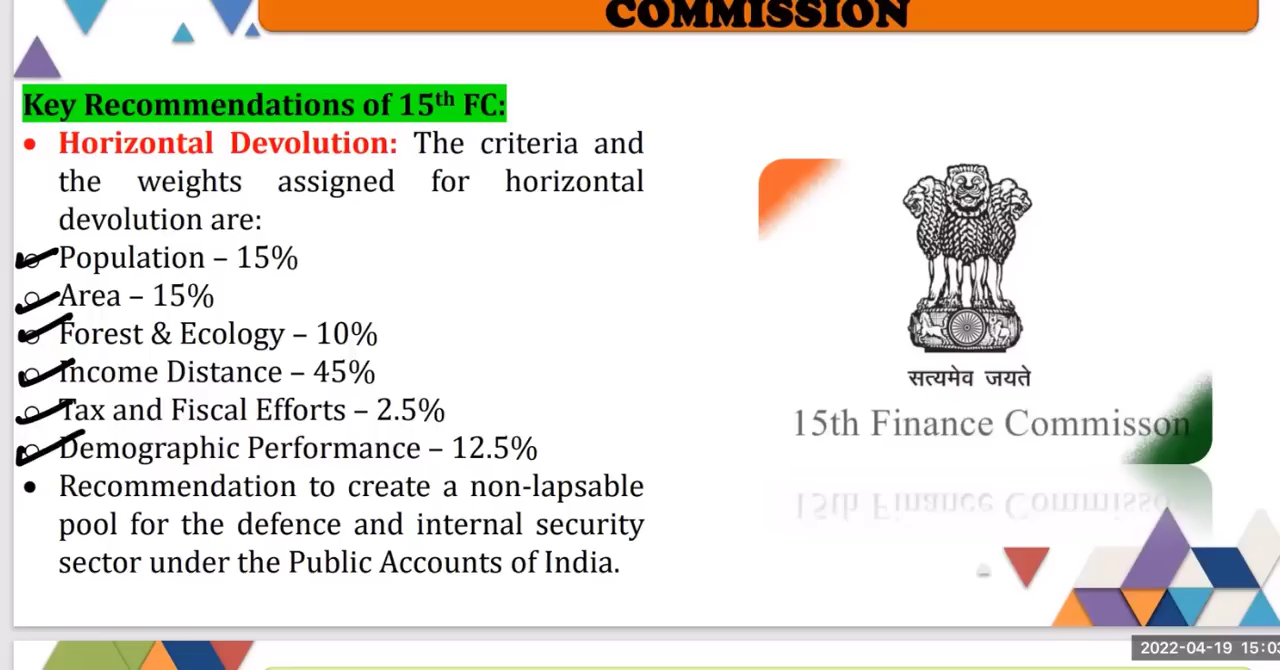 COMMISSION
Key Recommendations of 15th FC:
• Horizontal Devolution: The criteria and
the weights assigned for horizontal
devolution are:
Population – 15%
Area – 15%
Forest & Ecology – 10%
Income Distance – 45%
Tax and Fiscal Efforts – 2.5%
Demographic Performance – 12.5%
• Recommendation to create a non-lapsable
pool for the defence and internal security
sector under the Public Accounts of India.
सत्यमेव जयते
15th Finance Commisson
2022-04-19 15:03